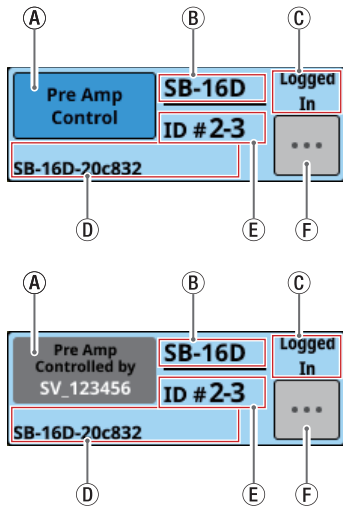 A B C
Pre Amp
Control
SB-16D
Logged
In
ID #2-3
...
SB-16D-20c832
D E F
A B C
Pre Amp
Controlled by
SV_123456
SB-16D
Logged
In
ID #2-3
...
SB-16D-20c832
D E F